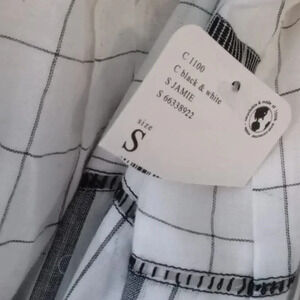 C 1100
C black & white
S JAMIE
S 66338922
size
S